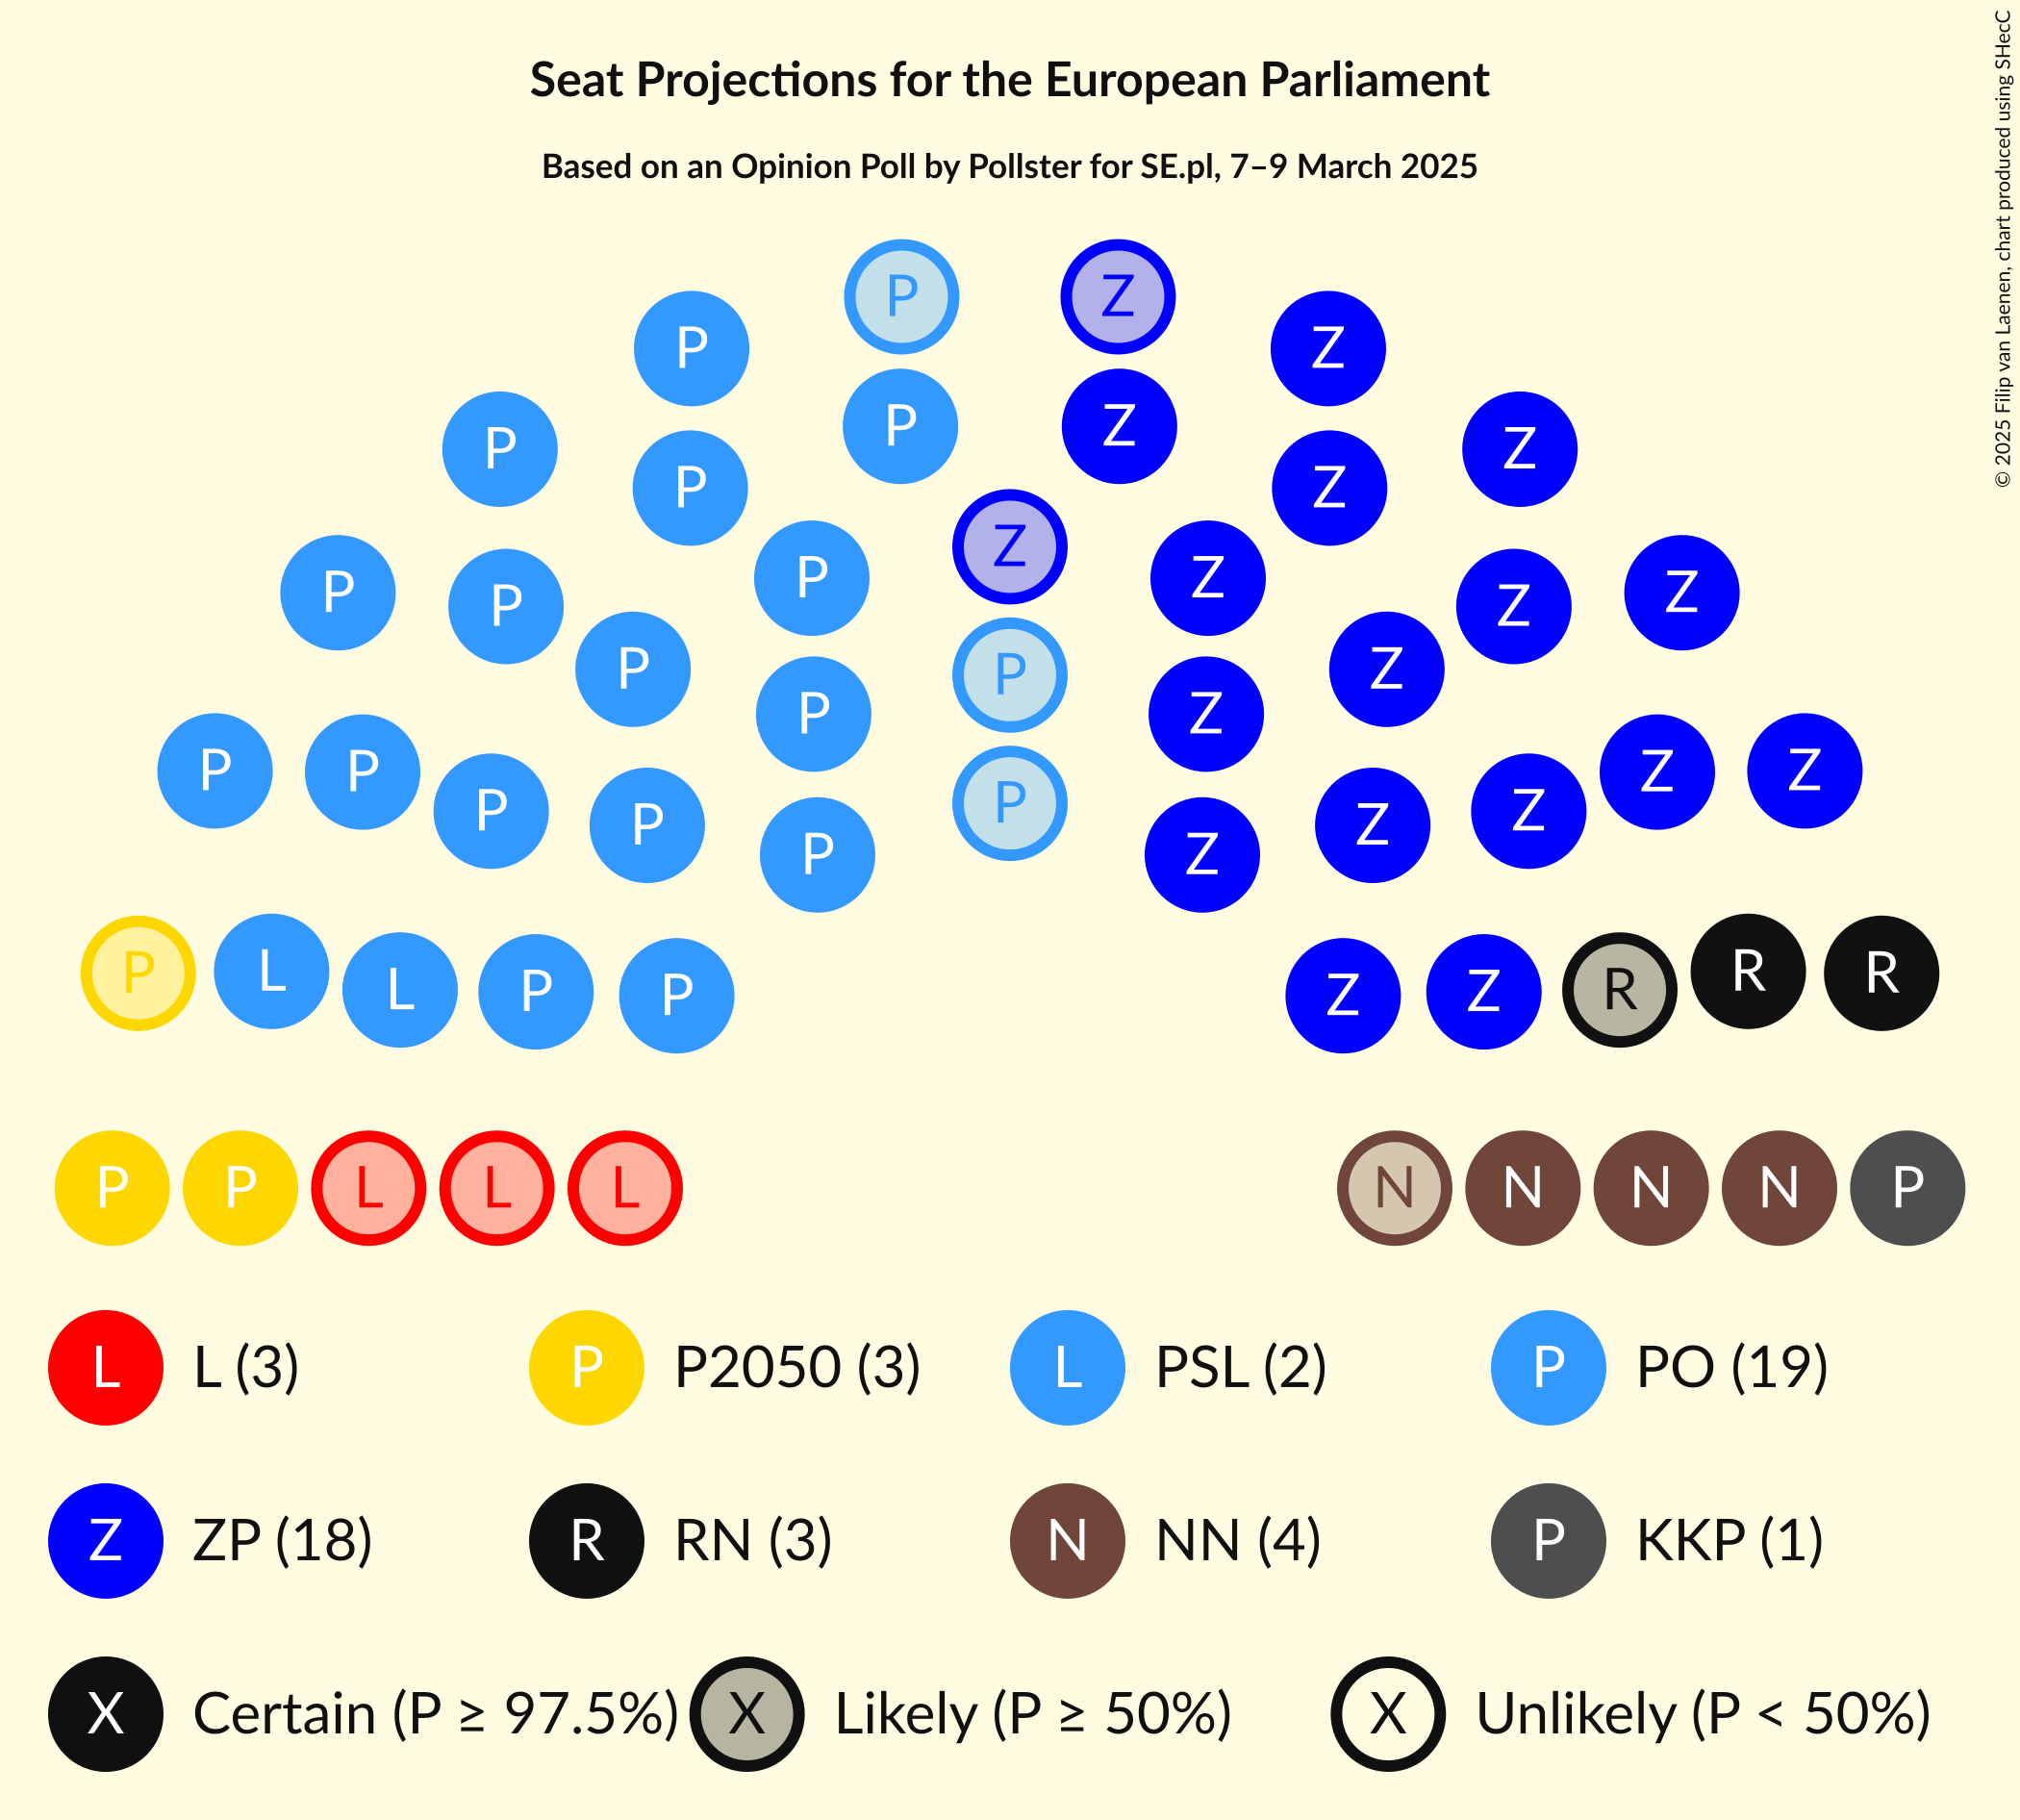 Seat Projections for the European Parliament
Based on an Opinion Poll by Pollster for SE.pl, 7–9 March 2025
© 2025 Filip van Laenen, chart produced using SHecC
P Z
P Z
P Z
P Z
P Z
Z
P Z
P Z
P Z
P Z
P
P Z
P P Z Z
P
P Z
P Z
P Z
P L L P P Z Z R R R
P P L L L N N N N P
L L (3) P P2050 (3) L PSL (2) P PO (19)
Z ZP (18) R RN (3) N NN (4) P KKP (1)
X Certain (P ≥ 97.5%) X Likely (P ≥ 50%) X Unlikely (P < 50%)